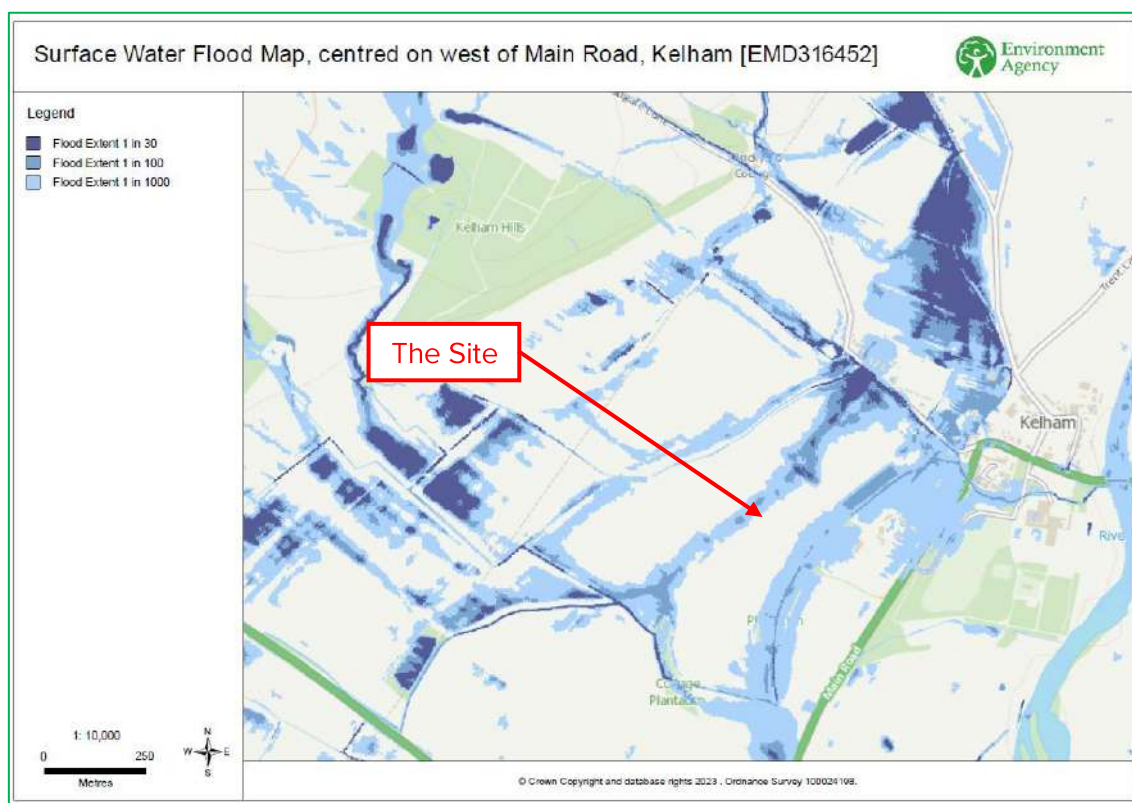 Surface Water Flood Map, centred on west of Main Road, Kelham [EMD316452]
Environment
Agency
Legend
Flood Extent 1 in 30
Flood Extent 1 in 100
Flood Extent 1 in 1000
Kelham Hills
The Site
Trent
Kelham
Main Road
Plantation
1: 10,000
0 250
Metres
N
W E
S
© Crown Copyright and database rights 2023 . Ordnance Survey 100024198.